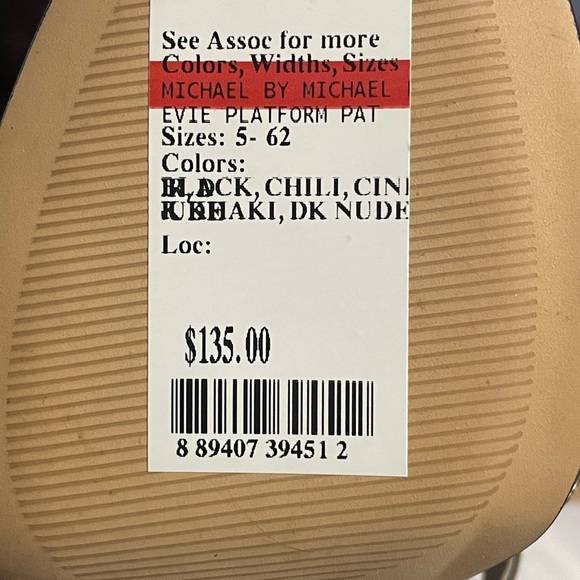 See Assoc for more
Colors, Widths, Sizes
MICHAEL BY MICHAEL
EVIE PLATFORM PAT
Sizes: 5- 62
Colors:
BLACK, CHILI, CIN
KHAKI, DK NUDE
Loc:
$135.00
8 89407 39451 2